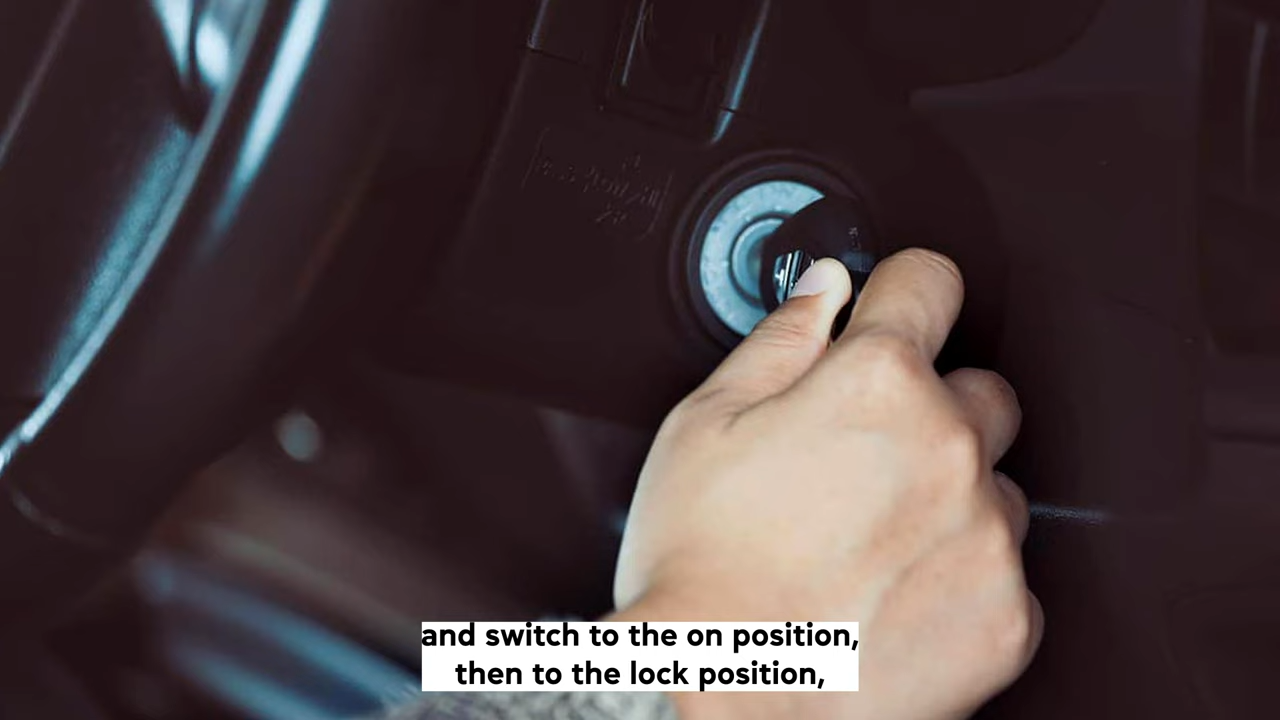 and switch to the on position,
then to the lock position,